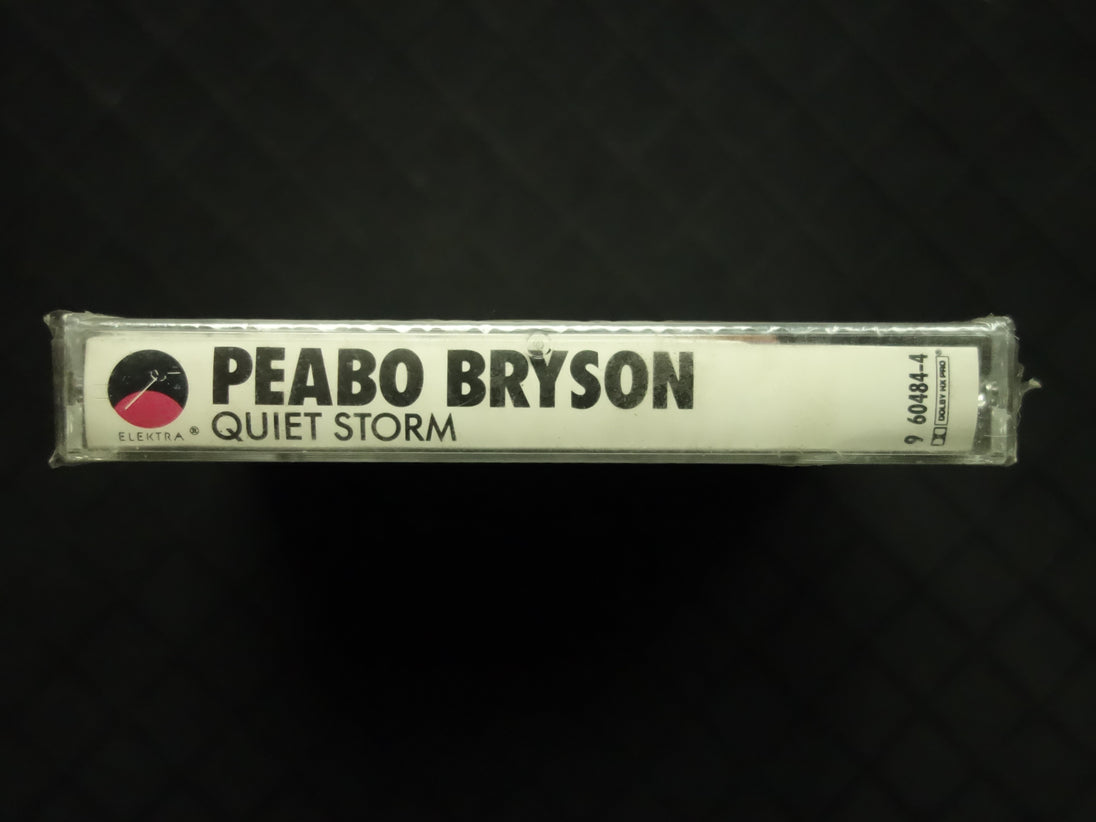 PEABO BRYSON
QUIET STORM
ELEKTRA ®
9 60484-4
DOLBY HX PRO®